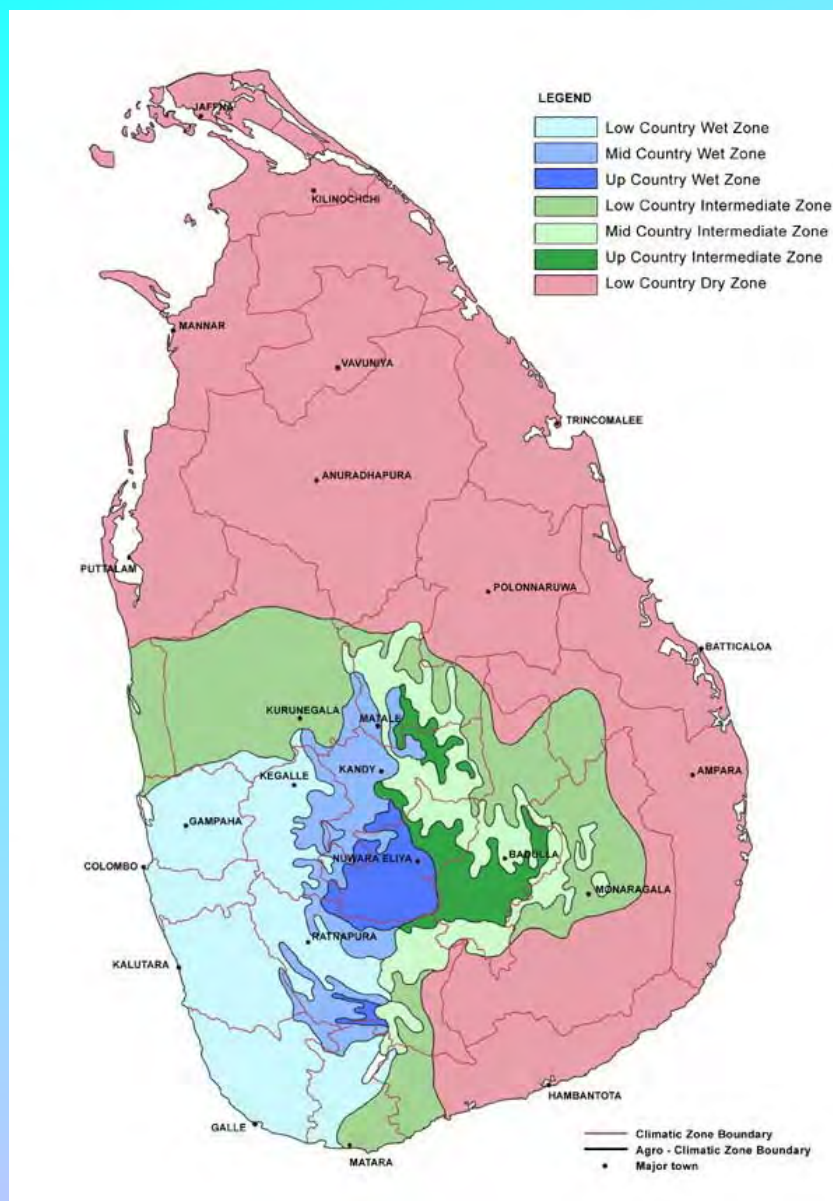 JAFFNA
LEGEND
Low Country Wet Zone
Mid Country Wet Zone
Up Country Wet Zone
Low Country Intermediate Zone
Mid Country Intermediate Zone
Up Country Intermediate Zone
Low Country Dry Zone
KILINOCHCHI
MANNAR
VAVUNIYA
TRINCOMALEE
ANURADHAPURA
PUTTALAM
POLONNARUWA
BATTICALOA
KURUNEGALA
MATALE
KANDY
KEGALLE
AMPARA
GAMPAHA
COLOMBO
NUWARA ELIYA
BADULLA
MONARAGALA
RATNAPURA
KALUTARA
HAMBANTOTA
GALLE
MATARA
Climatic Zone Boundary
Agro - Climatic Zone Boundary
Major town